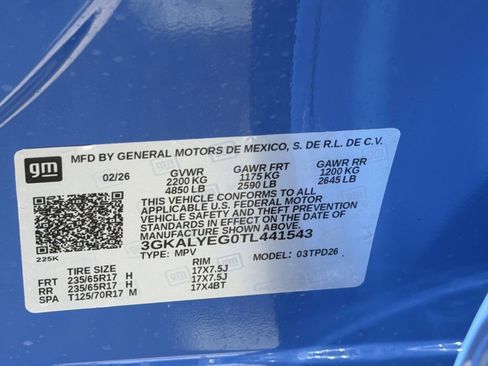 gm
MFD BY GENERAL MOTORS DE MEXICO, S. DE R.L. DE C.V.
02/26 GVWR GAWR FRT GAWR RR
2200 KG 1175 KG 1200 KG
4850 LB 2590 LB 2645 LB
THIS VEHICLE CONFORMS TO ALL
APPLICABLE U.S. FEDERAL MOTOR
VEHICLE SAFETY AND THEFT PREVENTION
STANDARDS IN EFFECT ON THE DATE OF
MANUFACTURE SHOWN ABOVE.
3GKALYEG0TL441543
225K TYPE: MPV MODEL: 03TPD26
TIRE SIZE RIM
FRT 235/65R17 H 17X7.5J
RR 235/65R17 H 17X7.5J
SPA T125/70R17 M 17X4BT